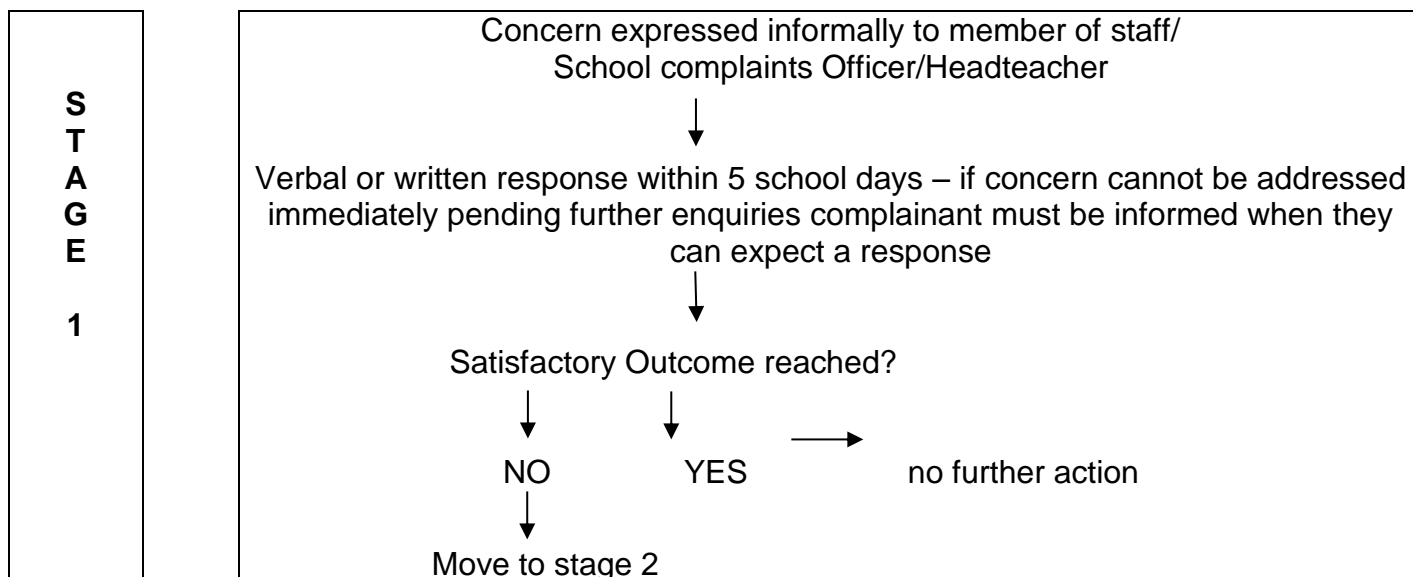 S
T
A
G
E
1
Concern expressed informally to member of staff/
School complaints Officer/Headteacher
Verbal or written response within 5 school days – if concern cannot be addressed
immediately pending further enquiries complainant must be informed when they
can expect a response
Satisfactory Outcome reached?
NO YES no further action
Move to stage 2